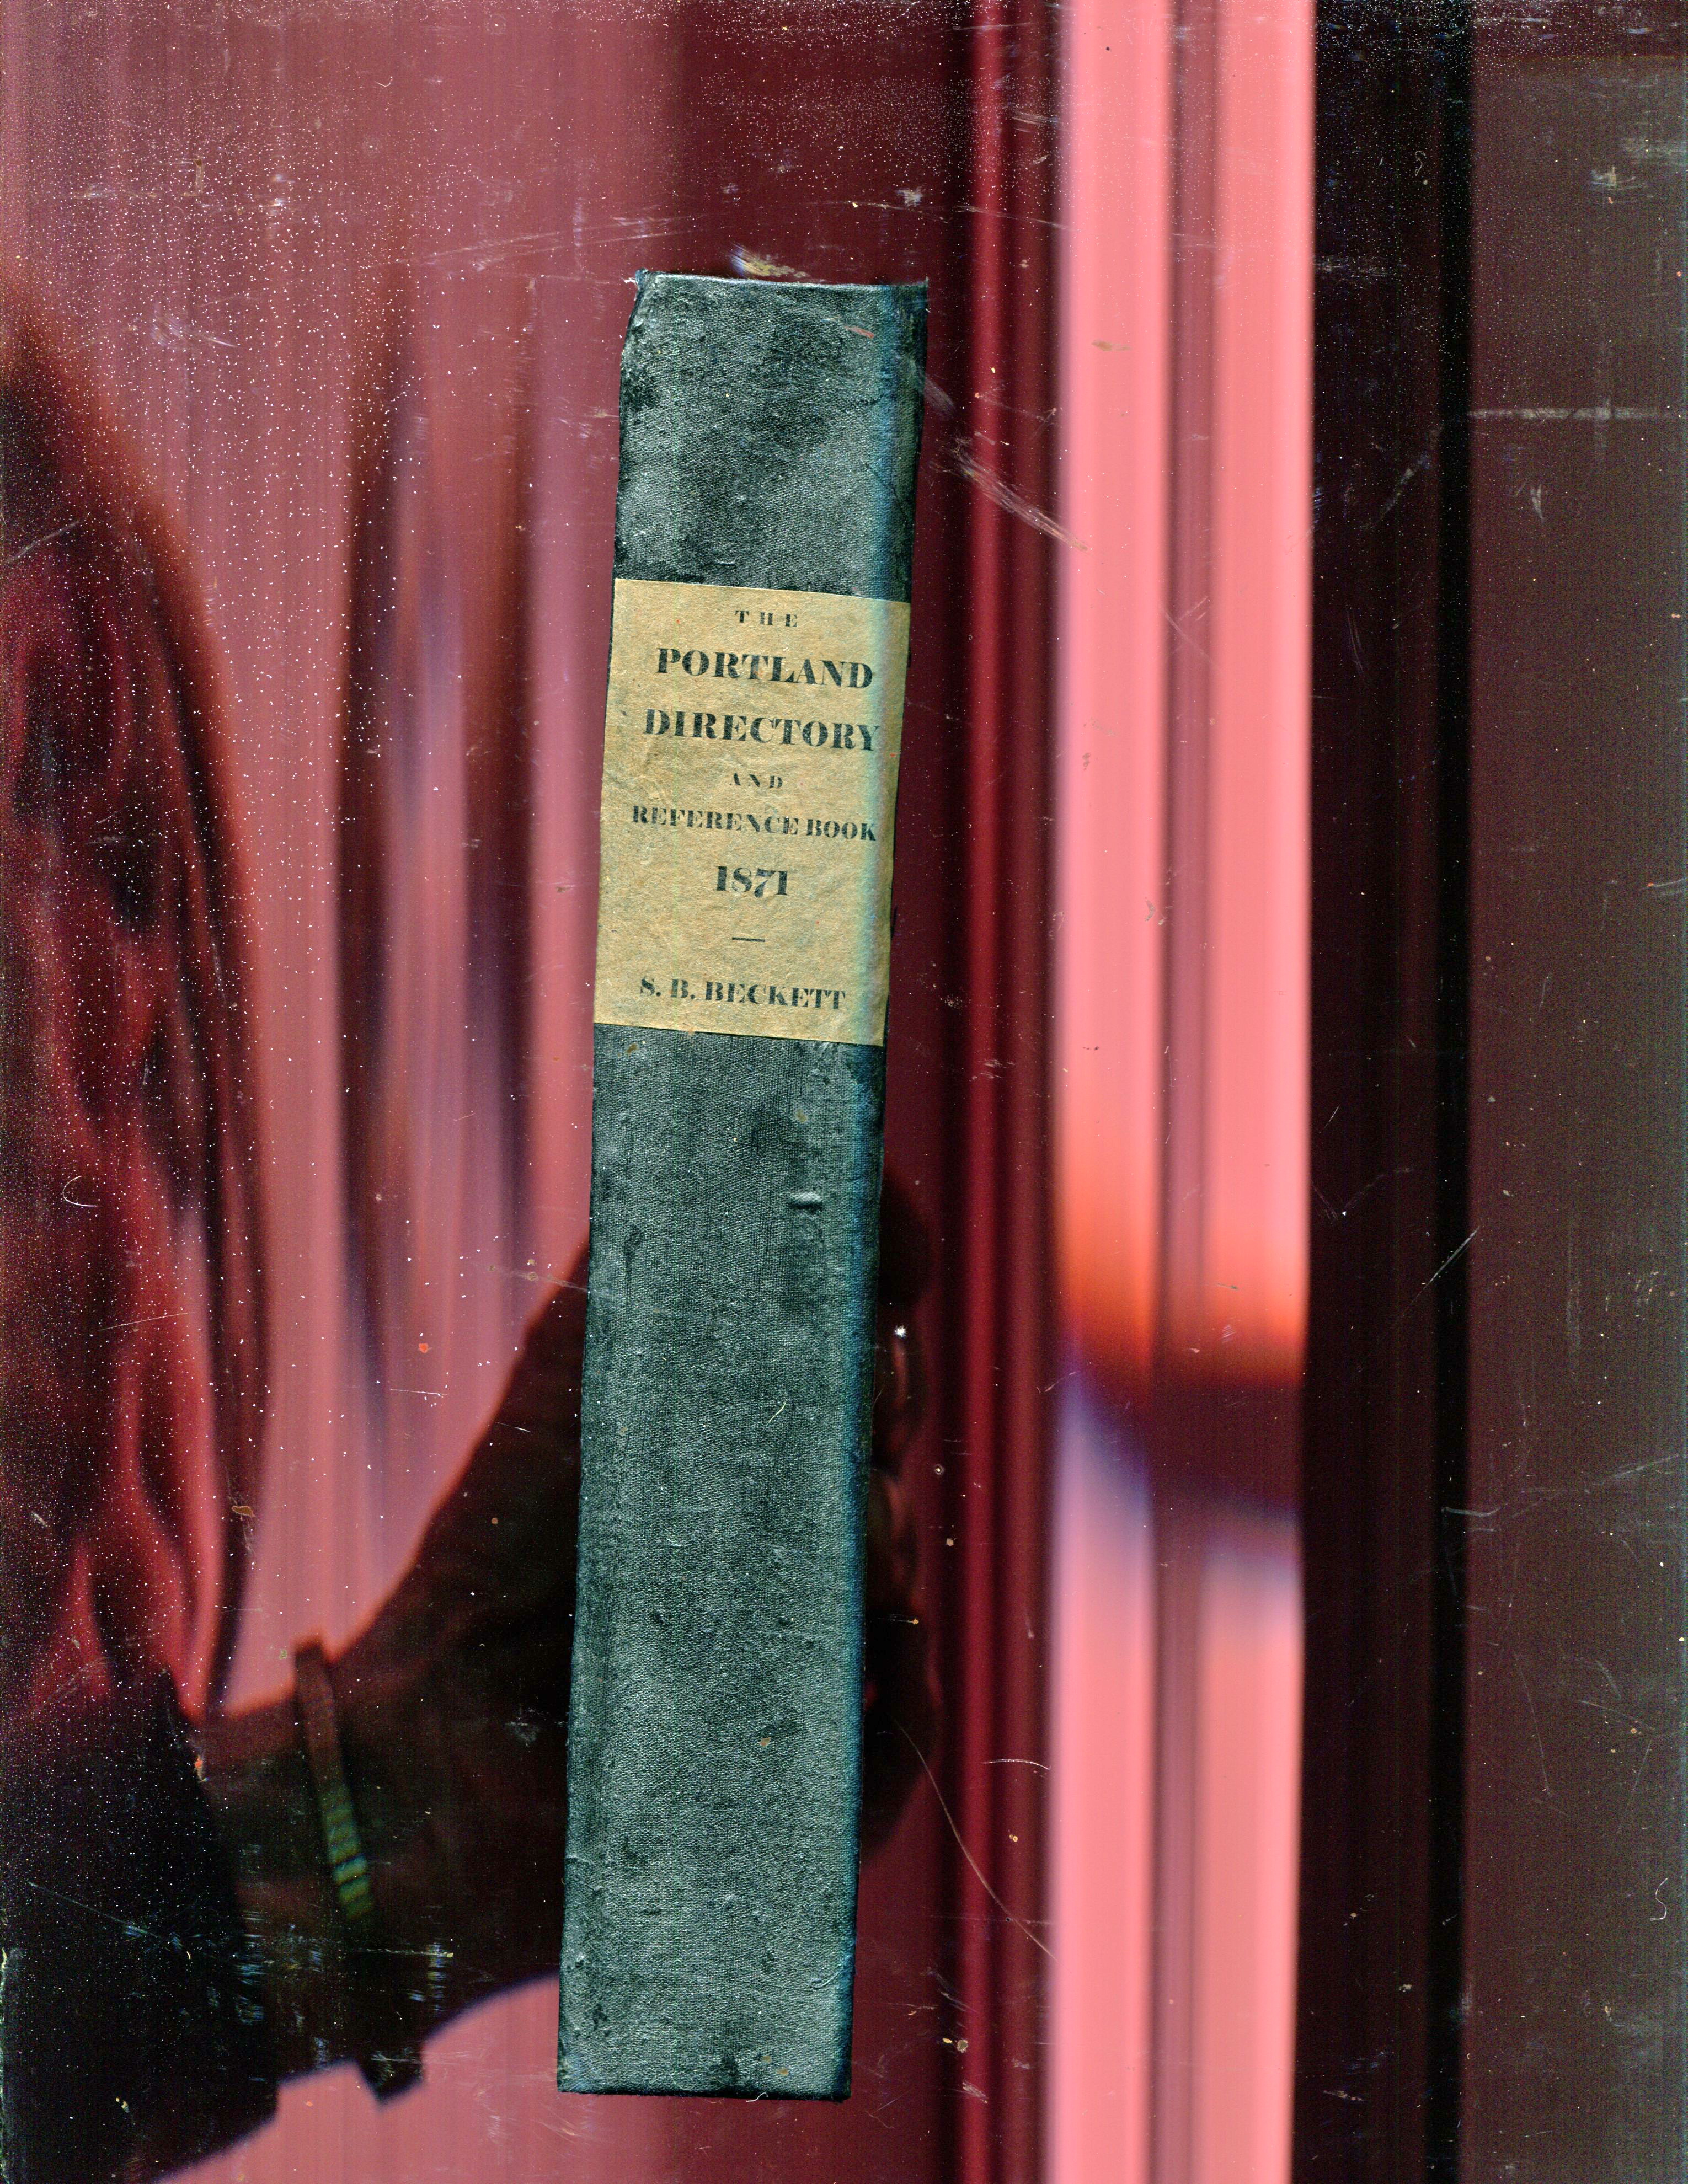 THE
PORTLAND
DIRECTORY
AND
REFERENCE BOOK
1871
S. B. BECKETT